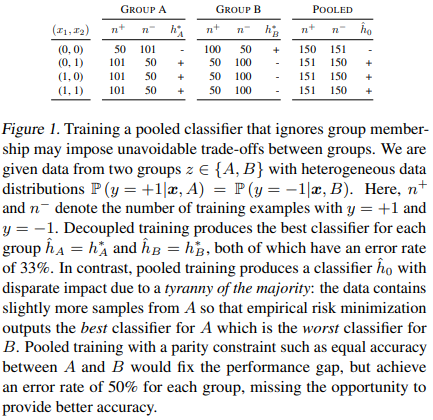 GROUP A GROUP B POOLED
(x₁, x₂) n⁺ n⁻ h*_A n⁺ n⁻ h*_B n⁺ n⁻ ĥ₀
(0, 0) 50 101 - 100 50 + 150 151 -
(0, 1) 101 50 + 50 100 - 151 150 +
(1, 0) 101 50 + 50 100 - 151 150 +
(1, 1) 101 50 + 50 100 - 151 150 +
Figure 1. Training a pooled classifier that ignores group member-
ship may impose unavoidable trade-offs between groups. We are
given data from two groups z ∈ {A, B} with heterogeneous data
distributions ℙ (y = +1|x, A) = ℙ (y = −1|x, B). Here, n⁺
and n⁻ denote the number of training examples with y = +1 and
y = −1. Decoupled training produces the best classifier for each
group ĥ_A = h*_A and ĥ_B = h*_B, both of which have an error rate
of 33%. In contrast, pooled training produces a classifier ĥ₀ with
disparate impact due to a tyranny of the majority: the data contains
slightly more samples from A so that empirical risk minimization
outputs the best classifier for A which is the worst classifier for
B. Pooled training with a parity constraint such as equal accuracy
between A and B would fix the performance gap, but achieve
an error rate of 50% for each group, missing the opportunity to
provide better accuracy.